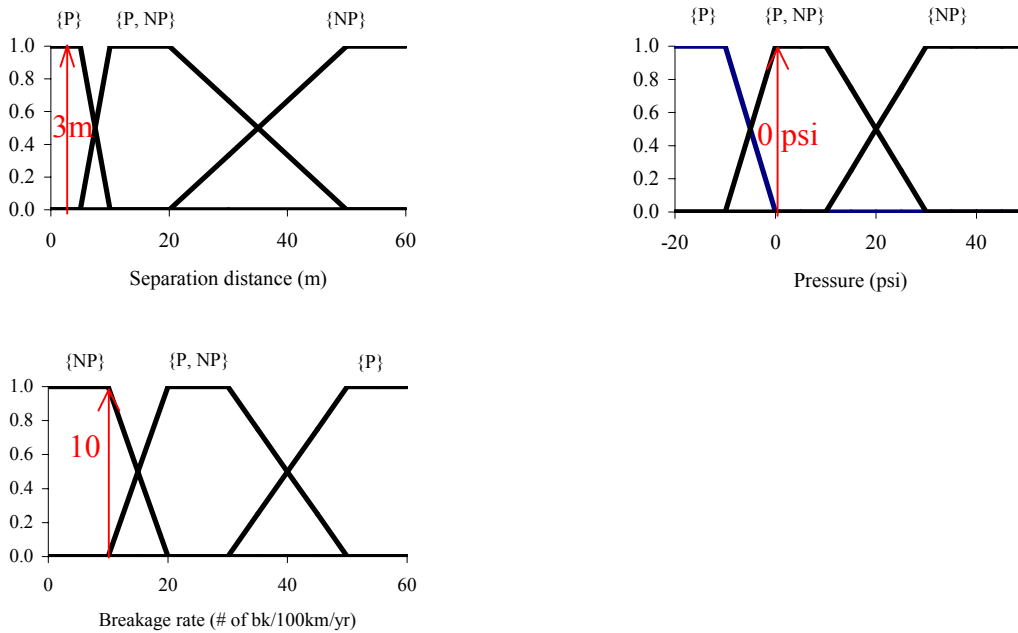 {P} {P, NP} {NP}
1.0
0.8
0.6
3m
0.4
0.2
0.0
0 20 40 60
Separation distance (m)
{P} {P, NP} {NP}
1.0
0.8
0.6
0 psi
0.4
0.2
0.0
-20 0 20 40
Pressure (psi)
{NP} {P, NP} {P}
1.0
0.8
10
0.6
0.4
0.2
0.0
0 20 40 60
Breakage rate (# of bk/100km/yr)